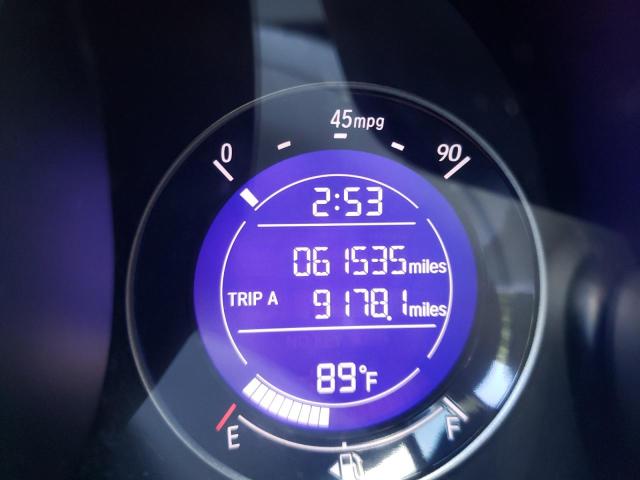 45mpg
0 90
2:53
061535miles
TRIP A 9178.1miles
89°F
E F